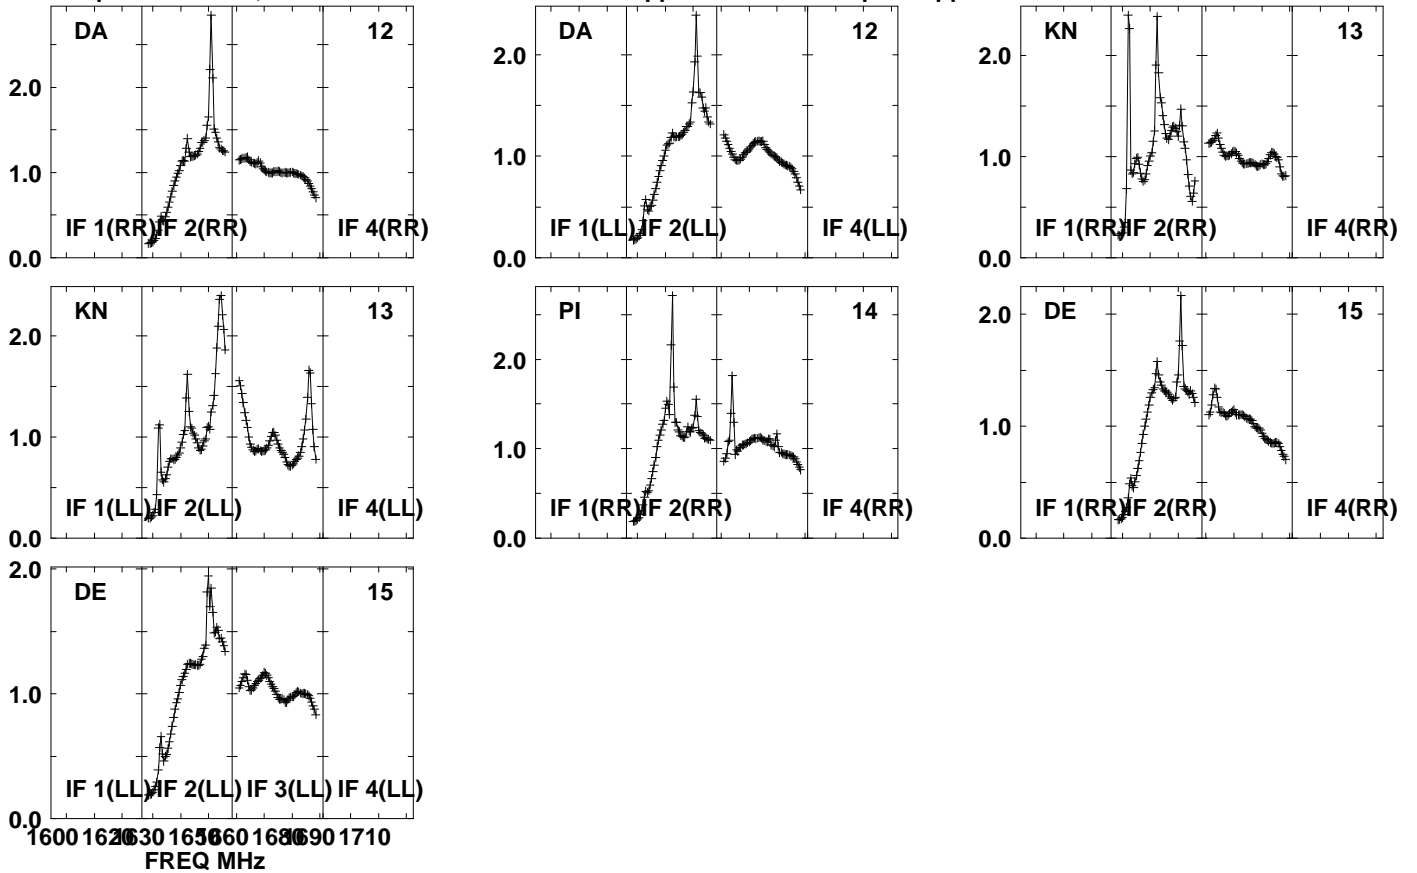 DA 12 DA 12 KN 13
2.0 2.0 2.0
1.0 1.0 1.0
IF 1(RR) IF 2(RR) IF 4(RR) IF 1(LL) IF 2(LL) IF 4(LL) IF 1(RR) IF 2(RR) IF 4(RR)
0.0 0.0 0.0
KN 13 PI 14 DE 15
2.0 2.0 2.0
1.0 1.0 1.0
IF 1(LL) IF 2(LL) IF 4(LL) IF 1(RR) IF 2(RR) IF 4(RR) IF 1(RR) IF 2(RR) IF 4(RR)
0.0 0.0 0.0
2.0
DE 15
1.0
IF 1(LL) IF 2(LL) IF 3(LL) IF 4(LL)
0.0
1600 1620 1630 1650 1660 1680 1690 1710
FREQ MHz